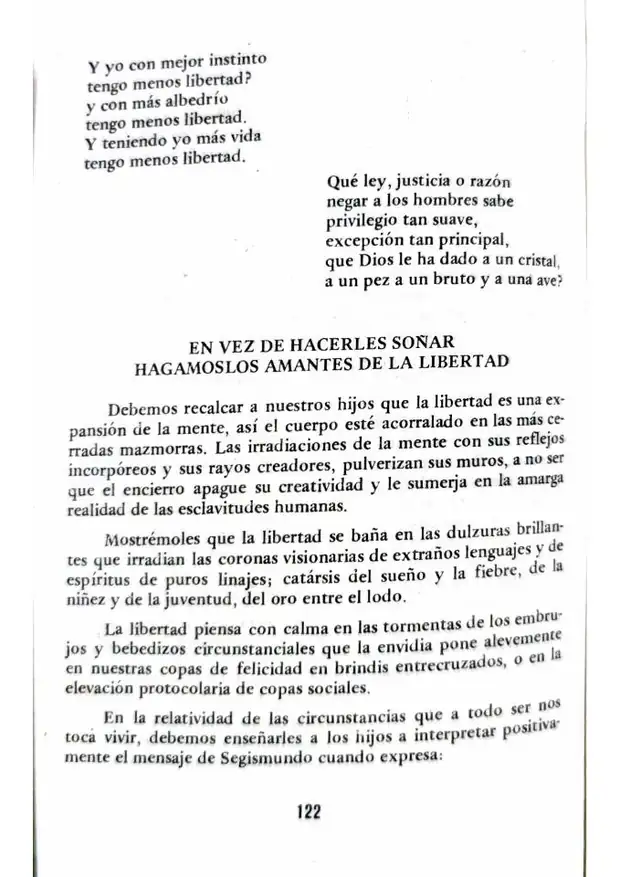 Y yo con mejor instinto
tengo menos libertad?
y con más albedrío
tengo menos libertad.
Y teniendo yo más vida
tengo menos libertad.
Qué ley, justicia o razón
negar a los hombres sabe
privilegio tan suave,
excepción tan principal,
que Dios le ha dado a un cristal,
a un pez a un bruto y a una ave?
EN VEZ DE HACERLES SOÑAR
HAGAMOSLOS AMANTES DE LA LIBERTAD
Debemos recalcar a nuestros hijos que la libertad es una ex-
pansión de la mente, así el cuerpo esté acorralado en las más ce-
rradas mazmorras. Las irradiaciones de la mente con sus reflejos
incorpóreos y sus rayos creadores, pulverizan sus muros, a no ser
que el encierro apague su creatividad y le sumerja en la amarga
realidad de las esclavitudes humanas.
Mostrémoles que la libertad se baña en las dulzuras brillan-
tes que irradian las coronas visionarias de extraños lenguajes y de
espíritus de puros linajes; catársis del sueño y la fiebre, de la
niñez y de la juventud, del oro entre el lodo.
La libertad piensa con calma en las tormentas de los embru-
jos y bebedizos circunstanciales que la envidia pone alevemente
en nuestras copas de felicidad en brindis entrecruzados, o en la
elevación protocolaria de copas sociales.
En la relatividad de las circunstancias que a todo ser nos
toca vivir, debemos enseñarles a los hijos a interpretar positiva-
mente el mensaje de Segismundo cuando expresa:
122